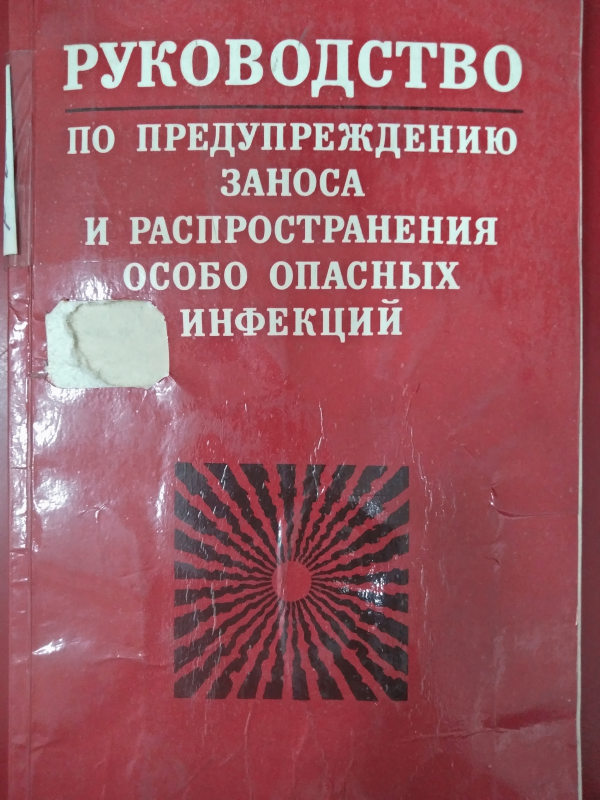 РУКОВОДСТВО
ПО ПРЕДУПРЕЖДЕНИЮ
ЗАНОСА
И РАСПРОСТРАНЕНИЯ
ОСОБО ОПАСНЫХ
ИНФЕКЦИЙ